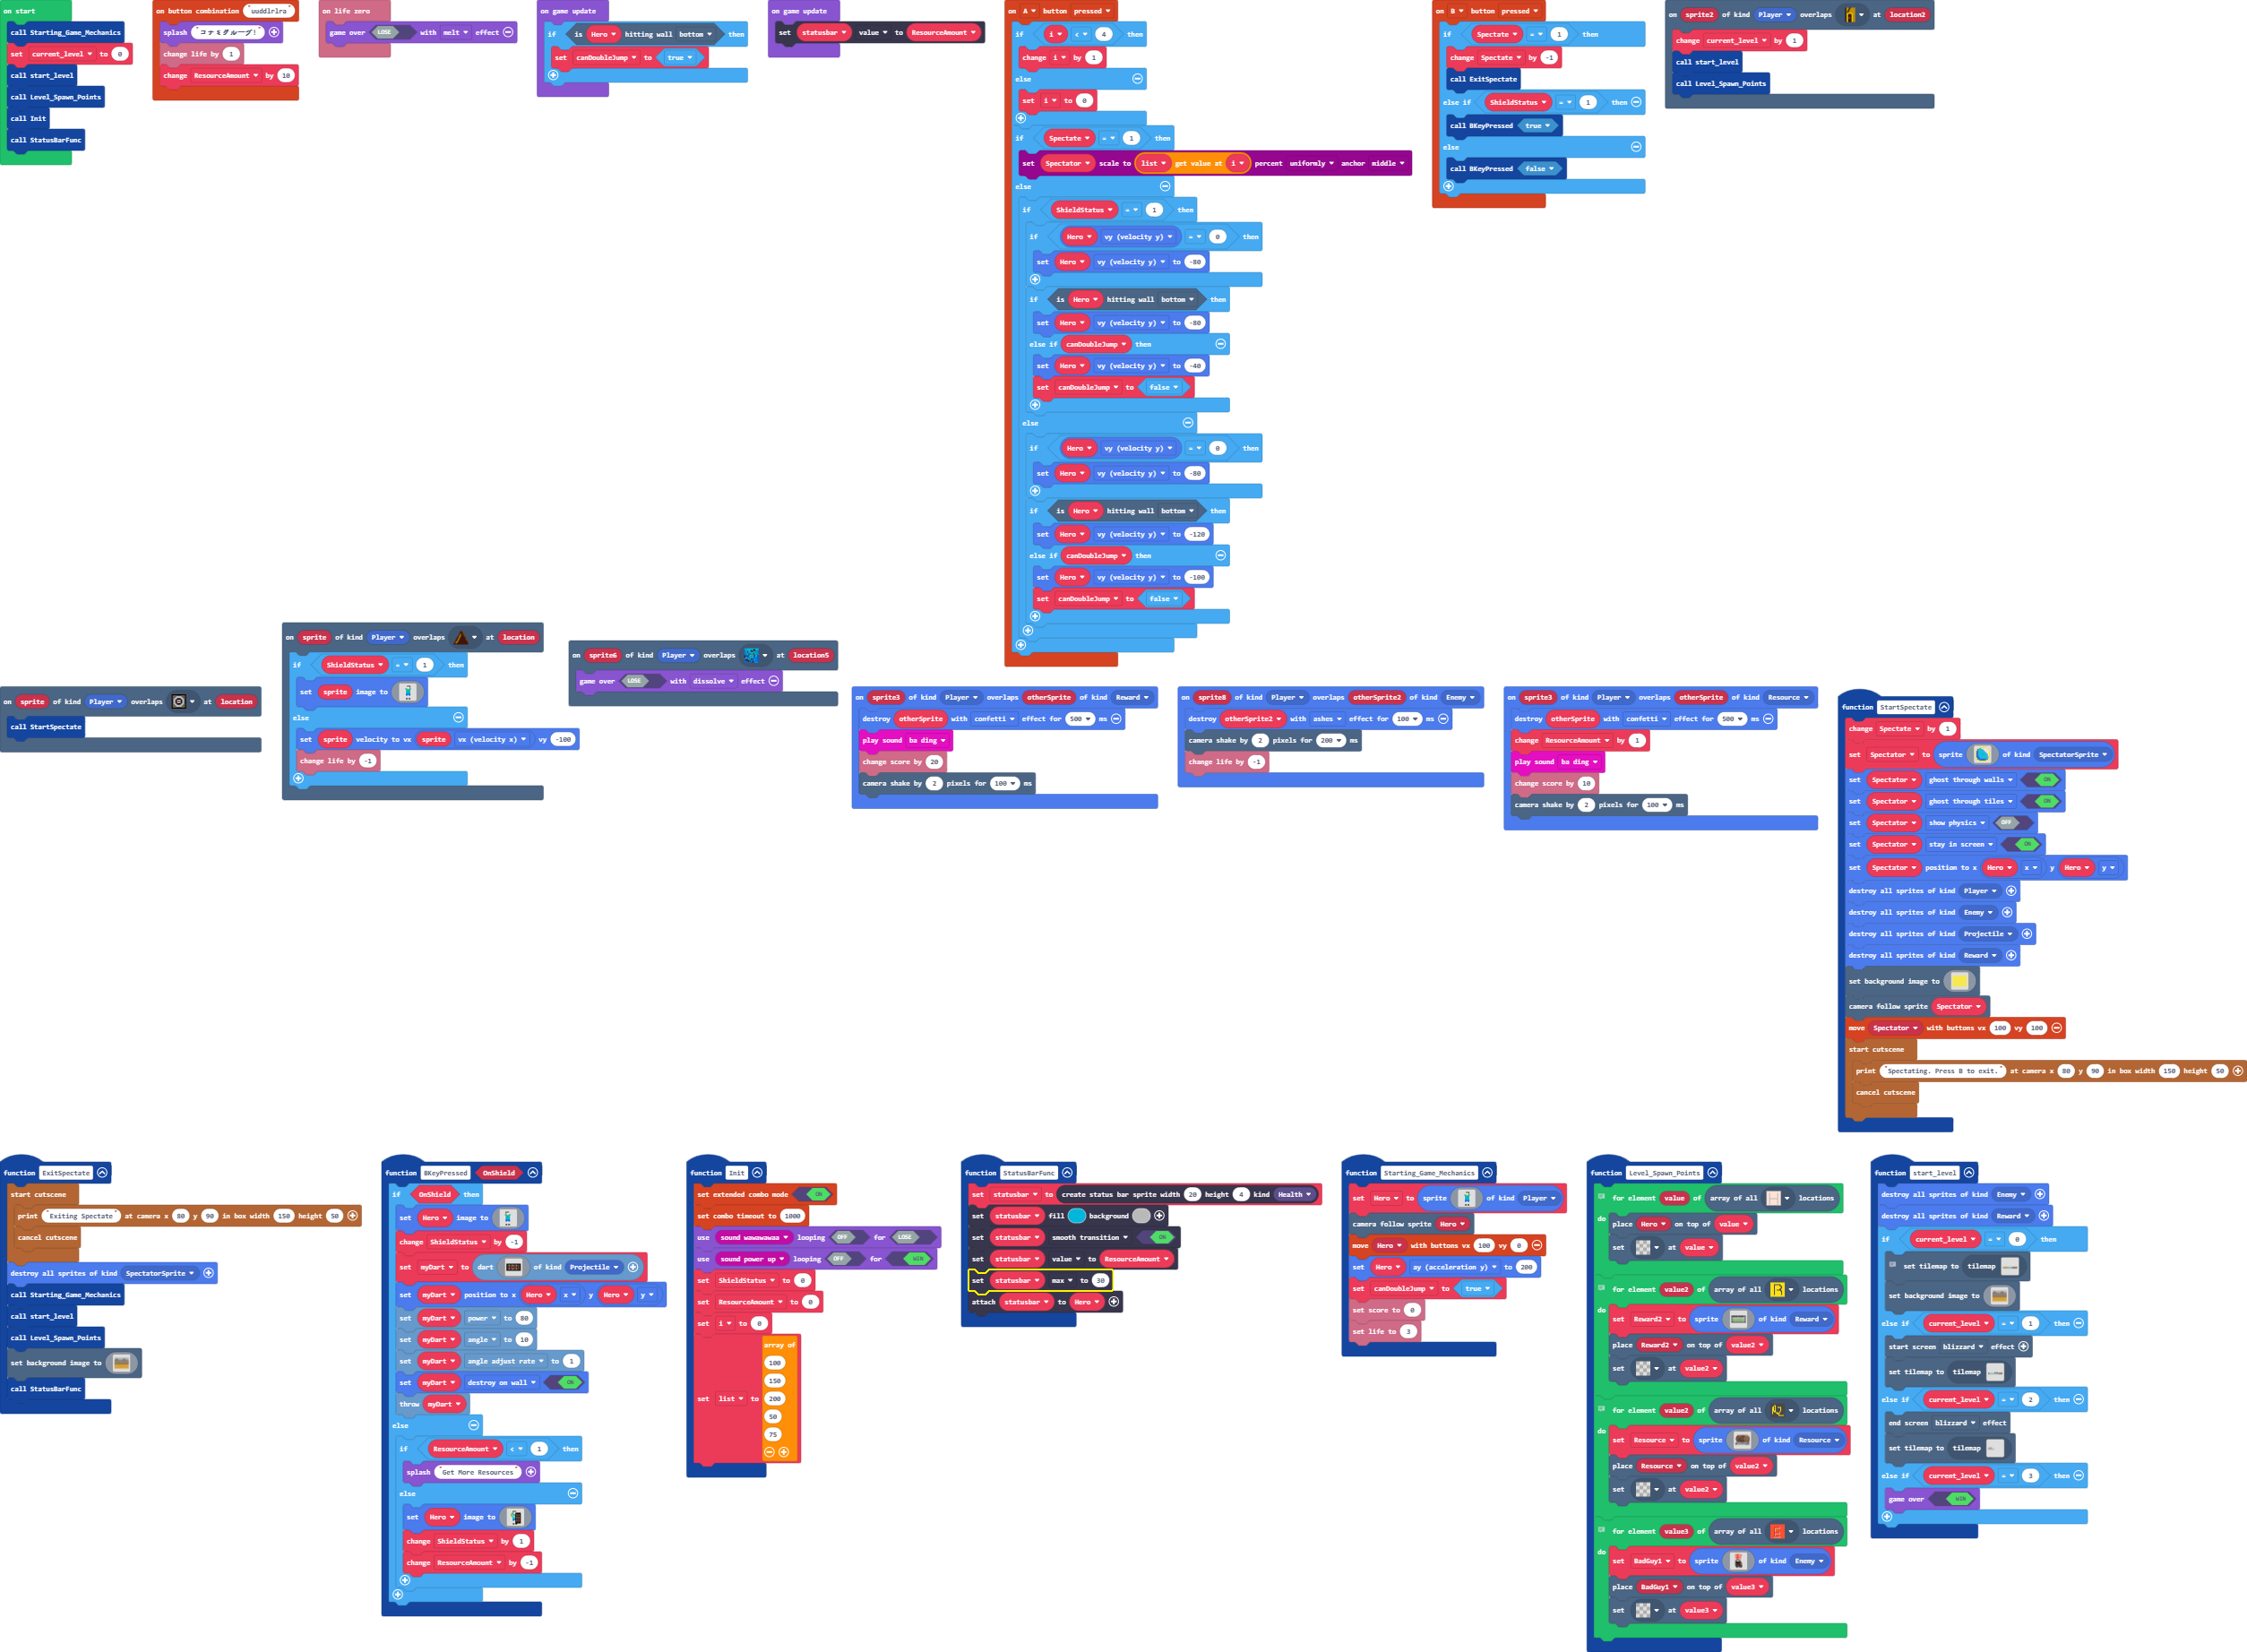 on start
call Starting_Game_Mechanics
set current_level to 0
call start_level
call Level_Spawn_Points
call Init
call StatusBarFunc
on button combination "uuddlrlra"
splash "コナミグループ!"
change life by 1
change ResourceAmount by 10
on life zero
game over LOSE with melt effect
on game update
if is Hero hitting wall bottom then
set canDoubleJump to true
on game update
set statusbar value to ResourceAmount
on A button pressed
if i < 4
change i by 1
else
set i to 0
if Spectate = 1 then
set Spectator scale to list get value at i percent uniformly anchor middle
else
if ShieldStatus = 1 then
if Hero vy (velocity y) = 0 then
set Hero vy (velocity y) to -80
if is Hero hitting wall bottom then
set Hero vy (velocity y) to -80
else if canDoubleJump then
set Hero vy (velocity y) to -40
set canDoubleJump to false
else
if Hero vy (velocity y) = 0 then
set Hero vy (velocity y) to -80
if is Hero hitting wall bottom then
set Hero vy (velocity y) to -120
else if canDoubleJump then
set Hero vy (velocity y) to -100
set canDoubleJump to false
on B button pressed
if Spectate = 1 then
change Spectate by -1
call ExitSpectate
else if ShieldStatus = 1 then
call BKeyPressed true
else
call BKeyPressed false
on sprite2 of kind Player overlaps at location2
change current_level by 1
call start_level
call Level_Spawn_Points
on sprite of kind Player overlaps at location
call StartSpectate
on sprite of kind Player overlaps at location
if ShieldStatus = 1 then
set sprite image to
else
set sprite velocity to vx sprite vx (velocity x) vy -100
change life by -1
on sprite6 of kind Player overlaps at location5
game over LOSE with dissolve effect
on sprite3 of kind Player overlaps otherSprite of kind Reward
destroy otherSprite with confetti effect for 500 ms
play sound ba ding
change score by 20
camera shake by 2 pixels for 100 ms
on sprite8 of kind Player overlaps otherSprite2 of kind Enemy
destroy otherSprite2 with ashes effect for 100 ms
camera shake by 2 pixels for 200 ms
change life by -1
on sprite3 of kind Player overlaps otherSprite of kind Resource
destroy otherSprite with confetti effect for 500 ms
change ResourceAmount by 1
play sound ba ding
change score by 10
camera shake by 2 pixels for 100 ms
function StartSpectate
change Spectate by 1
set Spectator to sprite of kind SpectatorSprite
set Spectator ghost through walls ON
set Spectator ghost through tiles ON
set Spectator show physics OFF
set Spectator stay in screen ON
set Spectator position to x Hero x y Hero y
destroy all sprites of kind Player
destroy all sprites of kind Enemy
destroy all sprites of kind Projectile
destroy all sprites of kind Reward
set background image to
camera follow sprite Spectator
move Spectator with buttons vx 100 vy 100
start cutscene
print "Spectating. Press B to exit." at camera x 80 y 90 in box width 150 height 50
cancel cutscene
function ExitSpectate
start cutscene
print "Exiting Spectate" at camera x 80 y 90 in box width 150 height 50
cancel cutscene
destroy all sprites of kind SpectatorSprite
call Starting_Game_Mechanics
call start_level
call Level_Spawn_Points
set background image to
call StatusBarFunc
function BKeyPressed OnShield
if OnShield then
set Hero image to
change ShieldStatus by -1
set myDart to dart of kind Projectile
set myDart position to x Hero x y Hero y
set myDart power to 80
set myDart angle to 10
set myDart angle adjust rate to 1
set myDart destroy on wall ON
throw myDart
else
if ResourceAmount < 1 then
splash "Get More Resources"
else
set Hero image to
change ShieldStatus by 1
change ResourceAmount by -1
function Init
set extended combo mode ON
set combo timeout to 1000
use sound wawawawaa looping OFF for LOSE
use sound power up looping OFF for WIN
set ShieldStatus to 0
set ResourceAmount to 0
set i to 0
set list to array of
100
150
200
50
75
function StatusBarFunc
set statusbar to create status bar sprite width 20 height 4 kind Health
set statusbar fill background
set statusbar smooth transition ON
set statusbar value to ResourceAmount
set statusbar max to 30
attach statusbar to Hero
function Starting_Game_Mechanics
set Hero to sprite of kind Player
camera follow sprite Hero
move Hero with buttons vx 100 vy 0
set Hero ay (acceleration y) to 200
set canDoubleJump to true
set score to 0
set life to 3
function Level_Spawn_Points
for element value of array of all H locations
do place Hero on top of value
set at value
for element value2 of array of all R locations
do set Reward2 to sprite of kind Reward
place Reward2 on top of value2
set at value2
for element value2 of array of all R2 locations
do set Resource to sprite of kind Resource
place Resource on top of value2
set at value2
for element value3 of array of all E locations
do set BadGuy1 to sprite of kind Enemy
place BadGuy1 on top of value3
set at value3
function start_level
destroy all sprites of kind Enemy
destroy all sprites of kind Reward
if current_level = 0 then
set tilemap to tilemap
set background image to
else if current_level = 1 then
start screen blizzard effect
set tilemap to tilemap
else if current_level = 2 then
end screen blizzard effect
set tilemap to tilemap
else if current_level = 3 then
game over WIN